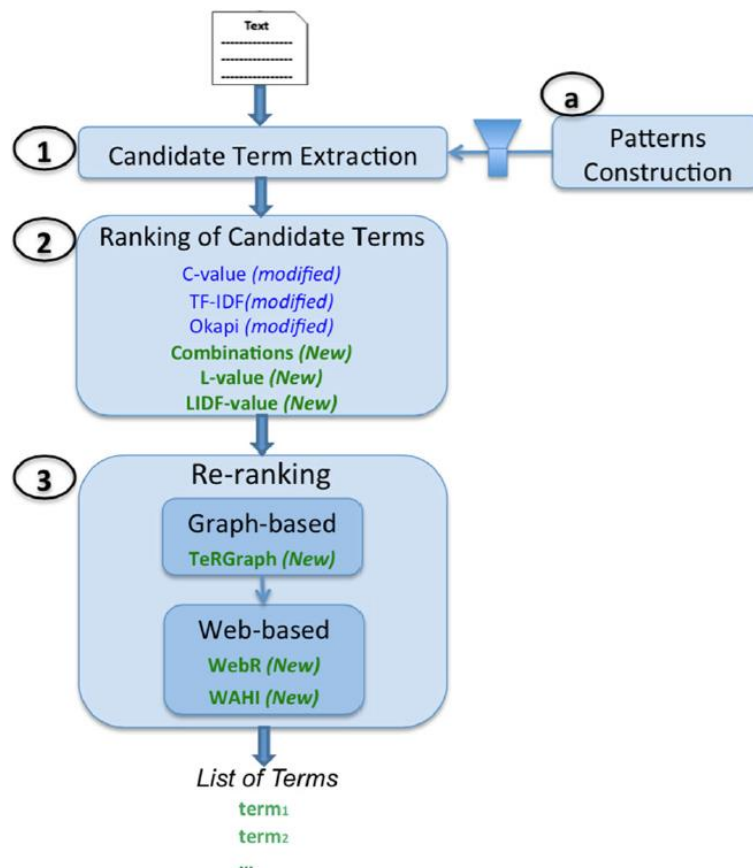 Text
a
Patterns
Construction
1
Candidate Term Extraction
2
Ranking of Candidate Terms
C-value (modified)
TF-IDF(modified)
Okapi (modified)
Combinations (New)
L-value (New)
LIDF-value (New)
3
Re-ranking
Graph-based
TeRGraph (New)
Web-based
WebR (New)
WAHI (New)
List of Terms
term₁
term₂
...